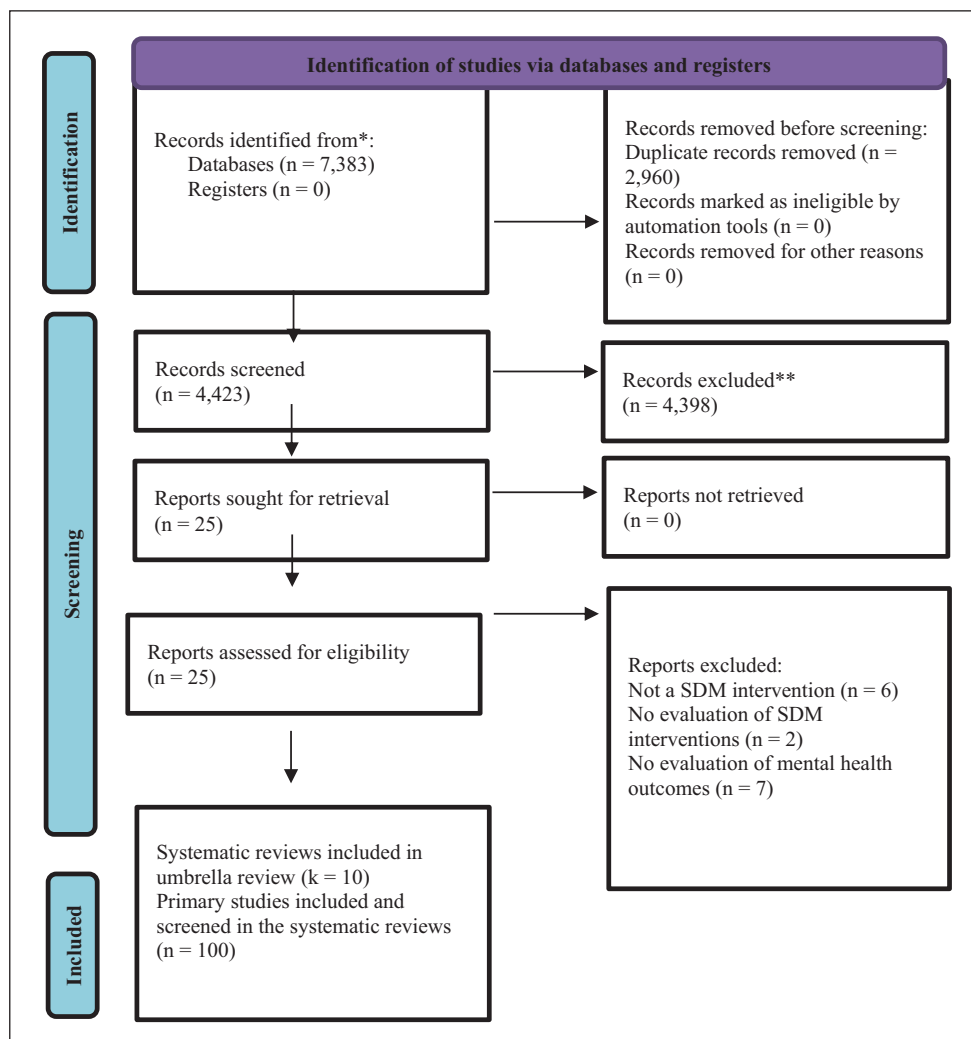 Identification of studies via databases and registers
Identification
Records identified from*:
Databases (n = 7,383)
Registers (n = 0)
Records removed before screening:
Duplicate records removed (n =
2,960)
Records marked as ineligible by
automation tools (n = 0)
Records removed for other reasons
(n = 0)
Screening
Records screened
(n = 4,423)
Records excluded**
(n = 4,398)
Reports sought for retrieval
(n = 25)
Reports not retrieved
(n = 0)
Reports assessed for eligibility
(n = 25)
Reports excluded:
Not a SDM intervention (n = 6)
No evaluation of SDM
interventions (n = 2)
No evaluation of mental health
outcomes (n = 7)
Included
Systematic reviews included in
umbrella review (k = 10)
Primary studies included and
screened in the systematic reviews
(n = 100)